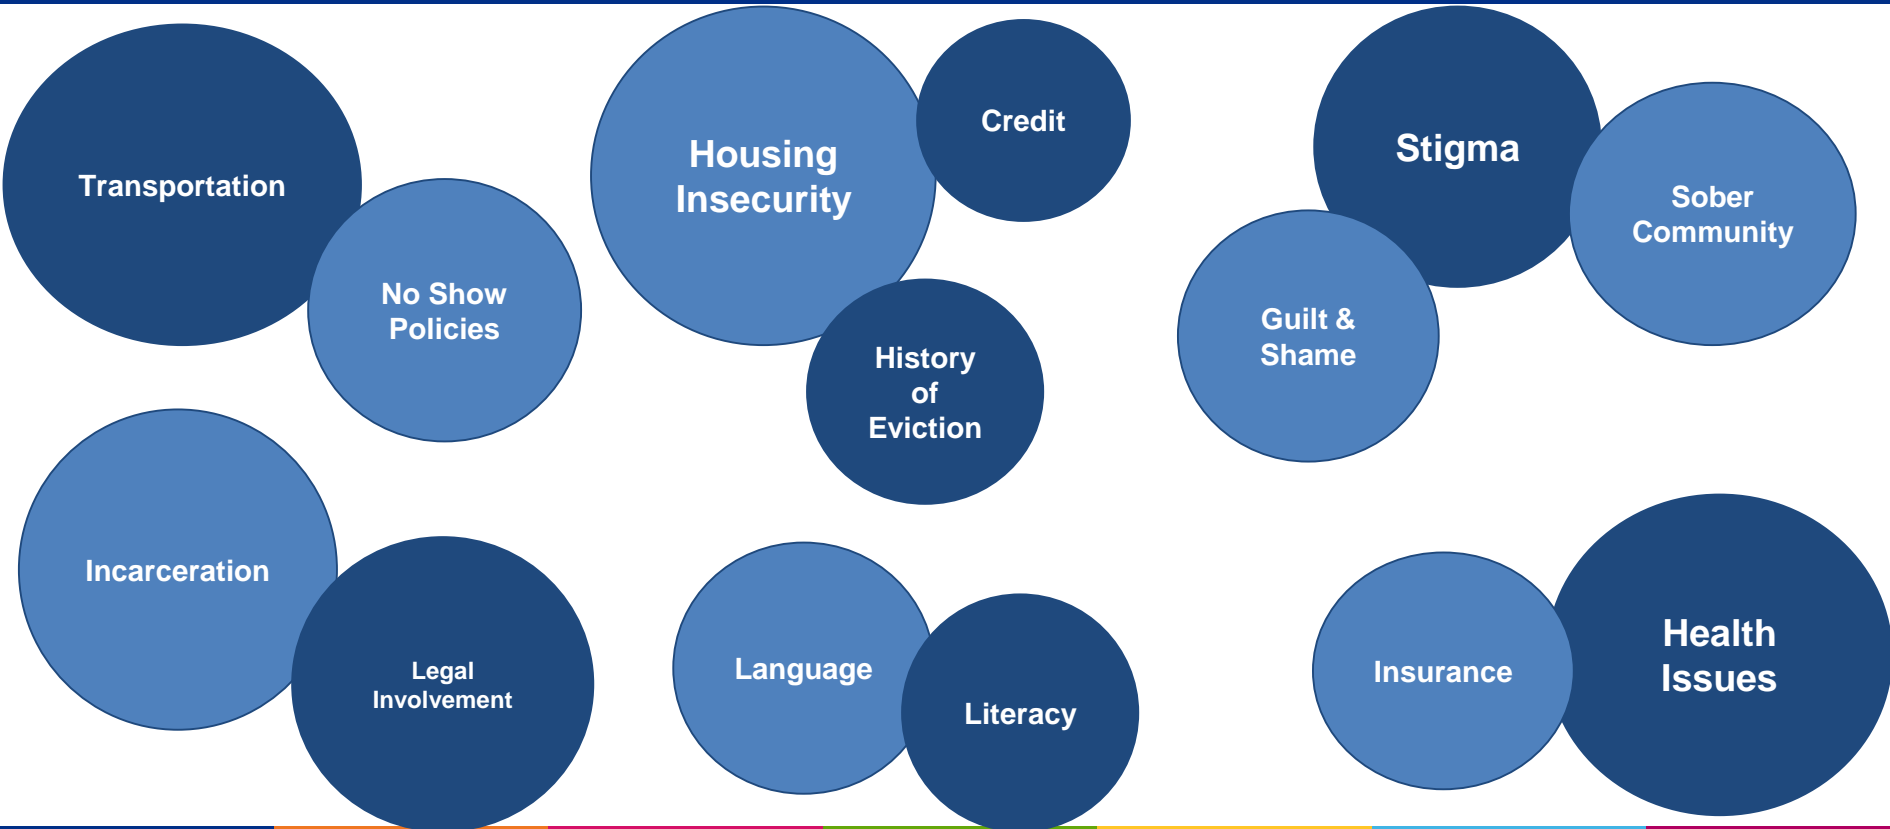 Transportation
No Show
Policies
Housing
Insecurity
Credit
History
of
Eviction
Stigma
Sober
Community
Guilt &
Shame
Incarceration
Legal
Involvement
Language
Literacy
Insurance
Health
Issues